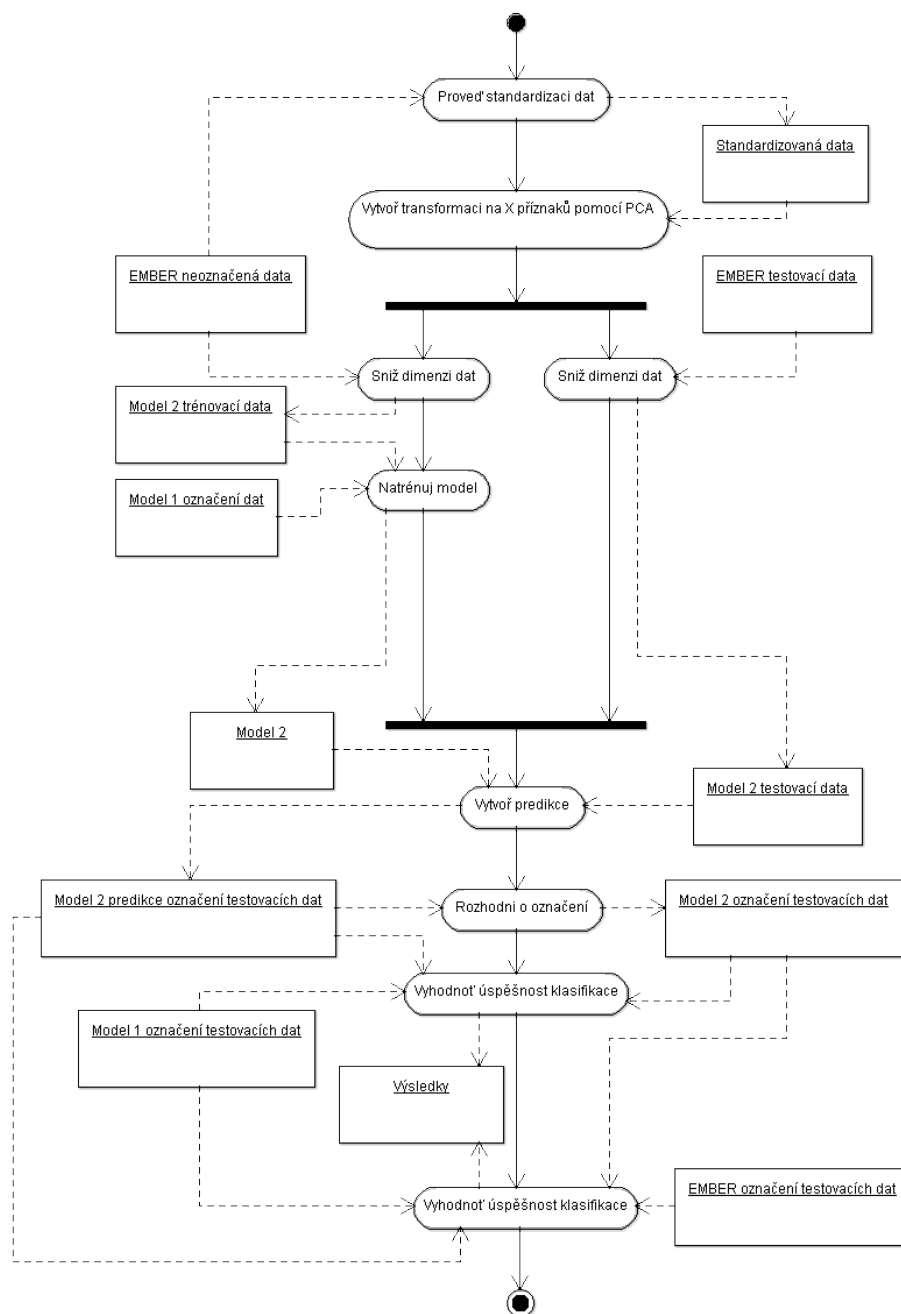 Proveď standardizaci dat
Standardizovaná data
Vytvoř transformaci na X příznaků pomocí PCA
EMBER neoznačená data
EMBER testovací data
Sniž dimenzi dat
Sniž dimenzi dat
Model 2 trénovací data
Natrénuj model
Model 1 označení dat
Model 2
Model 2 testovací data
Vytvoř predikce
Model 2 predikce označení testovacích dat
Rozhodni o označení
Model 2 označení testovacích dat
Vyhodnoť úspěšnost klasifikace
Model 1 označení testovacích dat
Výsledky
EMBER označení testovacích dat
Vyhodnoť úspěšnost klasifikace